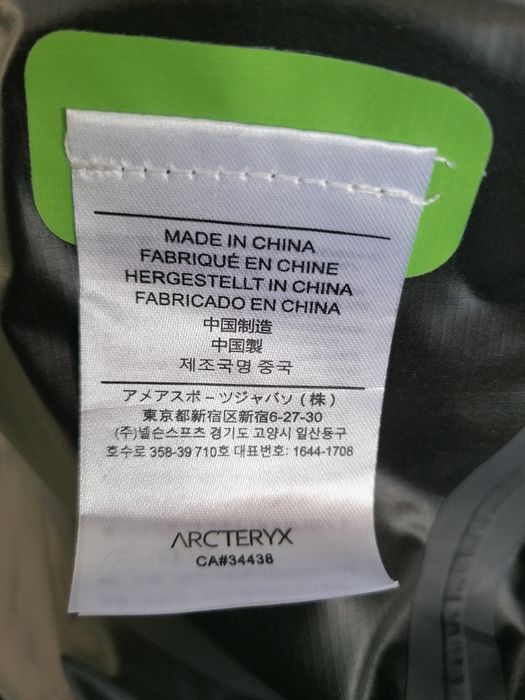 MADE IN CHINA
FABRIQUÉ EN CHINE
HERGESTELLT IN CHINA
FABRICADO EN CHINA
中国制造
中国製
제조국명 중국
アメアスポーツジャバソ(株)
東京都新宿区新宿6-27-30
(주)넬슨스포츠 경기도 고양시 일산동구
호수로 358-39 710호 대표번호: 1644-1708
ARCTERYX
CA#34438